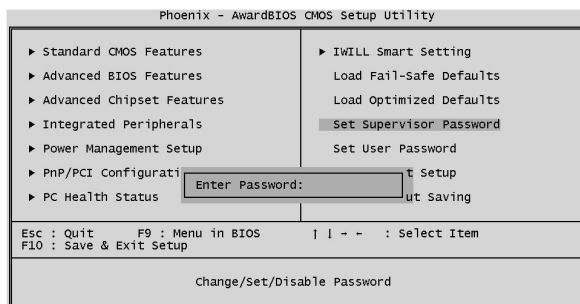 Phoenix - AwardBIOS CMOS Setup Utility
▶ Standard CMOS Features
▶ Advanced BIOS Features
▶ Advanced Chipset Features
▶ Integrated Peripherals
▶ Power Management Setup
▶ PnP/PCI Configurati
▶ PC Health Status
▶ IWILL Smart Setting
Load Fail-Safe Defaults
Load Optimized Defaults
Set Supervisor Password
Set User Password
t Setup
ut Saving
Enter Password:
Esc : Quit F9 : Menu in BIOS ↑ ↓ → ← : Select Item
F10 : Save & Exit Setup
Change/Set/Disable Password